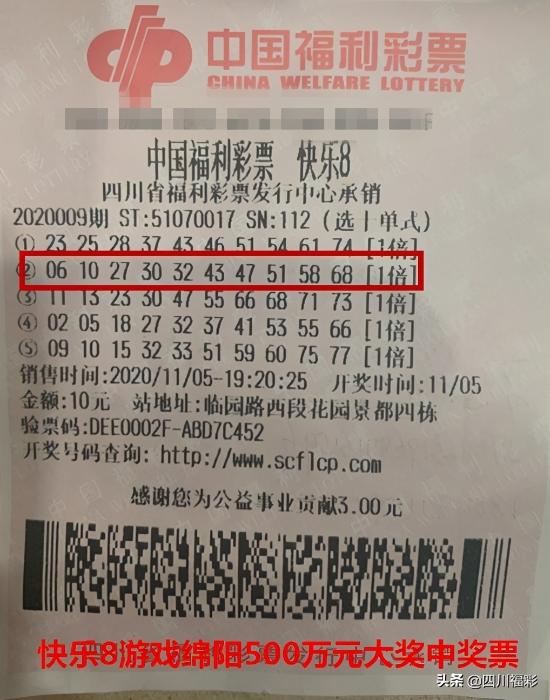 中国福利彩票
CHINA WELFARE LOTTERY
中国福利彩票 快乐8
四川省福利彩票发行中心承销
2020009期 ST:51070017 SN:112 (选十单式)
① 23 25 28 37 43 46 51 54 61 74 [1倍]
② 06 10 27 30 32 43 47 51 58 68 [1倍]
③ 11 13 23 30 47 55 66 68 71 73 [1倍]
④ 02 05 18 27 32 37 41 53 55 66 [1倍]
⑤ 09 10 15 32 33 51 59 60 75 77 [1倍]
销售时间:2020/11/05-19:20:25 开奖时间:11/05
金额:10元 站地址:临园路西段花园景都四栋
验票码:DEE0002F-ABD7C452
开奖号码查询: http://www.scflcp.com
感谢您为公益事业贡献3.00元
快乐8游戏绵阳500万元大奖中奖票
头条 @四川福彩